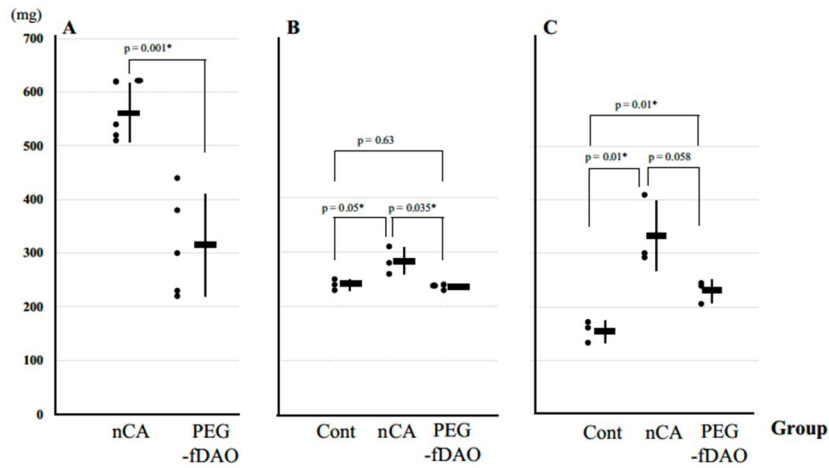 (mg)
A
B
C
700
600
500
400
300
200
100
0
p = 0.001*
p = 0.63
p = 0.05*
p = 0.035*
p = 0.01*
p = 0.01*
p = 0.058
nCA
PEG
-fDAO
Cont
nCA
PEG
-fDAO
Cont
nCA
PEG
-fDAO
Group